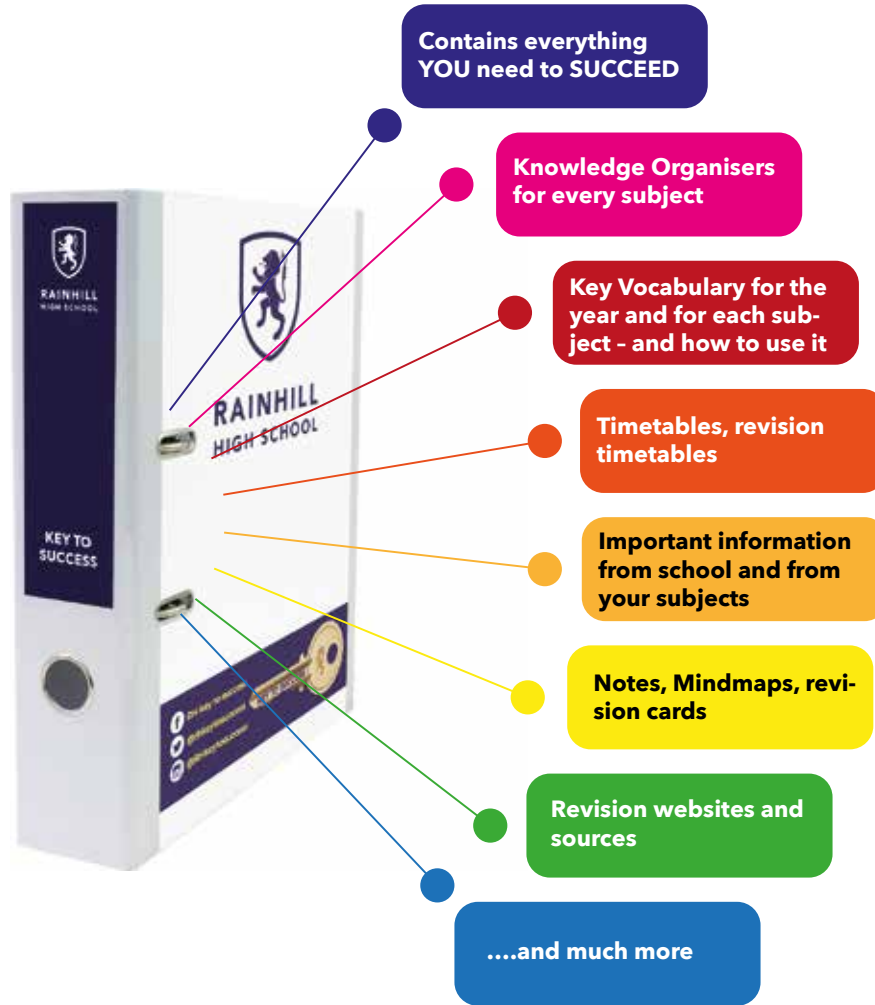 Contains everything
YOU need to SUCCEED
Knowledge Organisers
for every subject
Key Vocabulary for the
year and for each sub-
ject – and how to use it
Timetables, revision
timetables
Important information
from school and from
your subjects
Notes, Mindmaps, revi-
sion cards
Revision websites and
sources
....and much more
RAINHILL
HIGH SCHOOL
KEY TO
SUCCESS
RAINHILL
HIGH SCHOOL